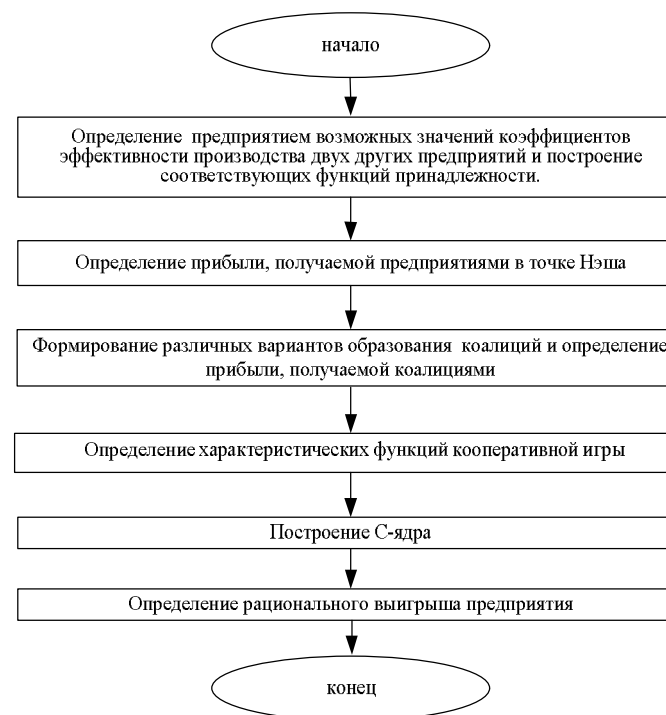 начало
Определение предприятием возможных значений коэффициентов
эффективности производства двух других предприятий и построение
соответствующих функций принадлежности.
Определение прибыли, получаемой предприятиями в точке Нэша
Формирование различных вариантов образования коалиций и определение
прибыли, получаемой коалициями
Определение характеристических функций кооперативной игры
Построение С-ядра
Определение рационального выигрыша предприятия
конец